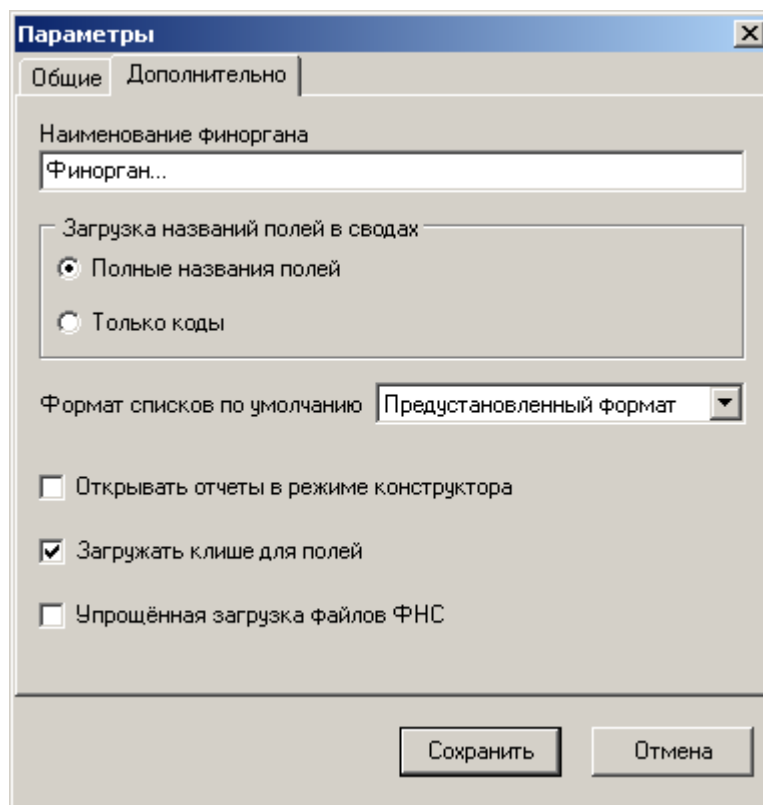 Параметры
Общие
Дополнительно
Наименование финоргана
Финорган...
Загрузка названий полей в сводах
Полные названия полей
Только коды
Формат списков по умолчанию
Предустановленный формат
Открывать отчеты в режиме конструктора
Загружать клише для полей
Упрощённая загрузка файлов ФНС
Сохранить
Отмена